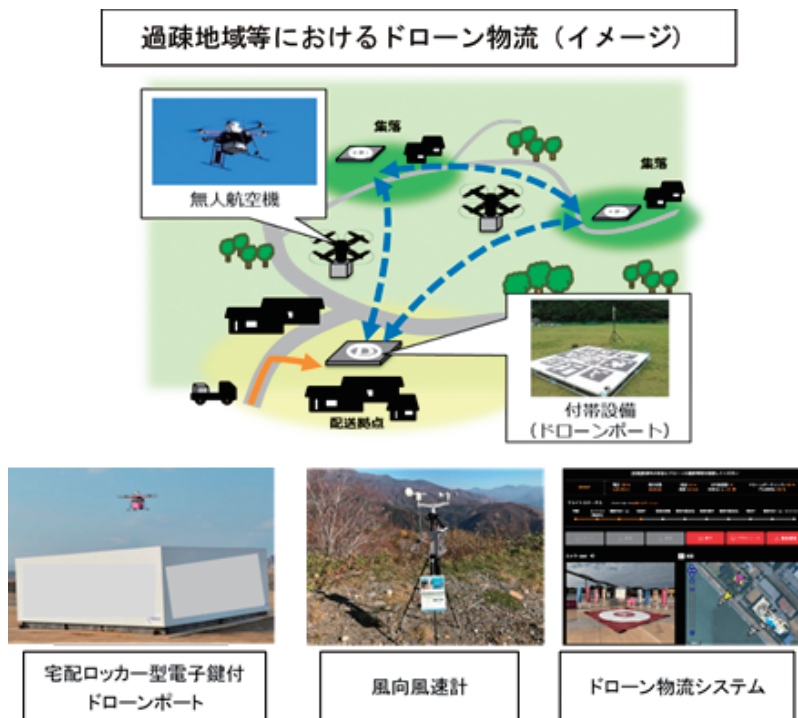 過疎地域等におけるドローン物流（イメージ）
集落
無人航空機
集落
付帯設備
（ドローンポート）
配送拠点
宅配ロッカー型電子鍵付
ドローンポート
風向風速計
ドローン物流システム